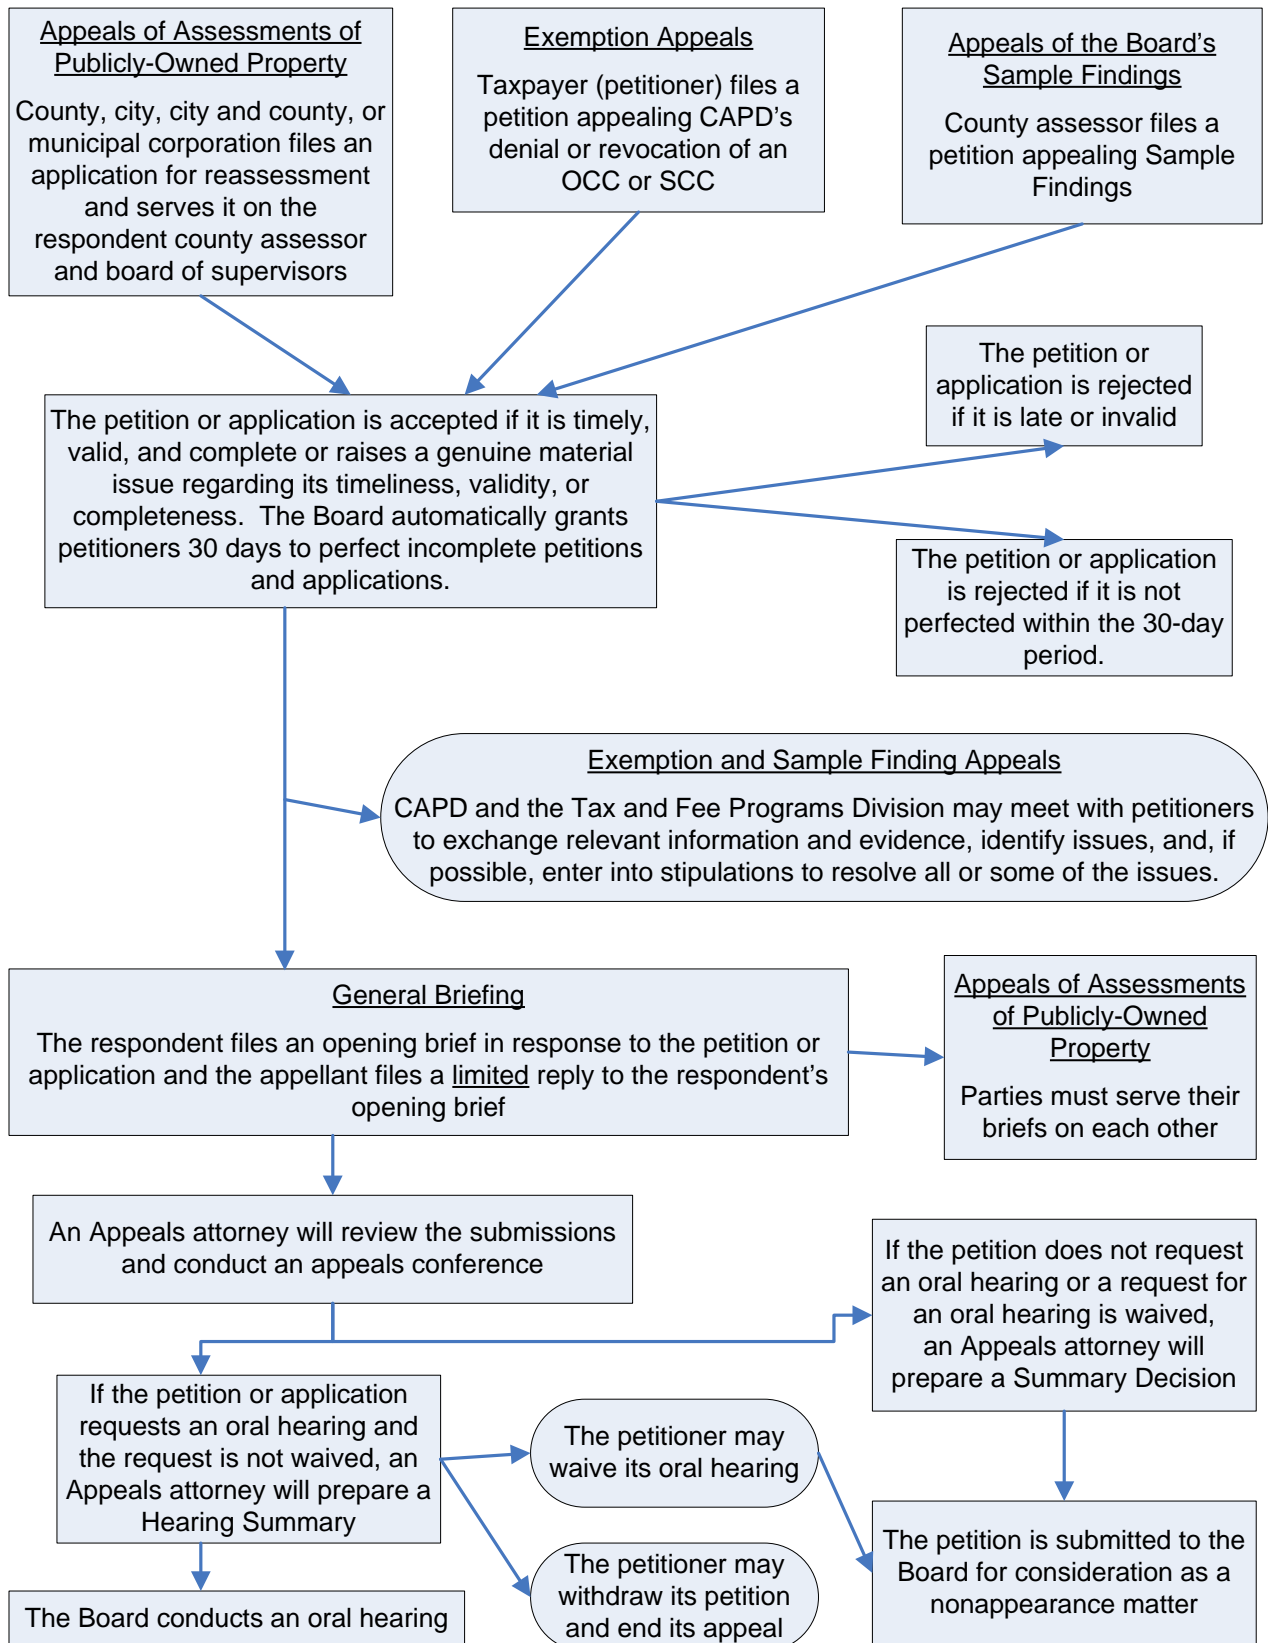 Appeals of Assessments of
Publicly-Owned Property
County, city, city and county, or
municipal corporation files an
application for reassessment
and serves it on the
respondent county assessor
and board of supervisors
Exemption Appeals
Taxpayer (petitioner) files a
petition appealing CAPD's
denial or revocation of an
OCC or SCC
Appeals of the Board's
Sample Findings
County assessor files a
petition appealing Sample
Findings
The petition or
application is rejected
if it is late or invalid
The petition or application is accepted if it is timely,
valid, and complete or raises a genuine material
issue regarding its timeliness, validity, or
completeness.  The Board automatically grants
petitioners 30 days to perfect incomplete petitions
and applications.
The petition or application
is rejected if it is not
perfected within the 30-day
period.
Exemption and Sample Finding Appeals
CAPD and the Tax and Fee Programs Division may meet with petitioners
to exchange relevant information and evidence, identify issues, and, if
possible, enter into stipulations to resolve all or some of the issues.
General Briefing
The respondent files an opening brief in response to the petition or
application and the appellant files a limited reply to the respondent's
opening brief
Appeals of Assessments
of Publicly-Owned
Property
Parties must serve their
briefs on each other
An Appeals attorney will review the submissions
and conduct an appeals conference
If the petition does not request
an oral hearing or a request for
an oral hearing is waived,
an Appeals attorney will
prepare a Summary Decision
If the petition or application
requests an oral hearing and
the request is not waived, an
Appeals attorney will prepare a
Hearing Summary
The petitioner may
waive its oral hearing
The petition is submitted to the
Board for consideration as a
nonappearance matter
The petitioner may
withdraw its petition
and end its appeal
The Board conducts an oral hearing